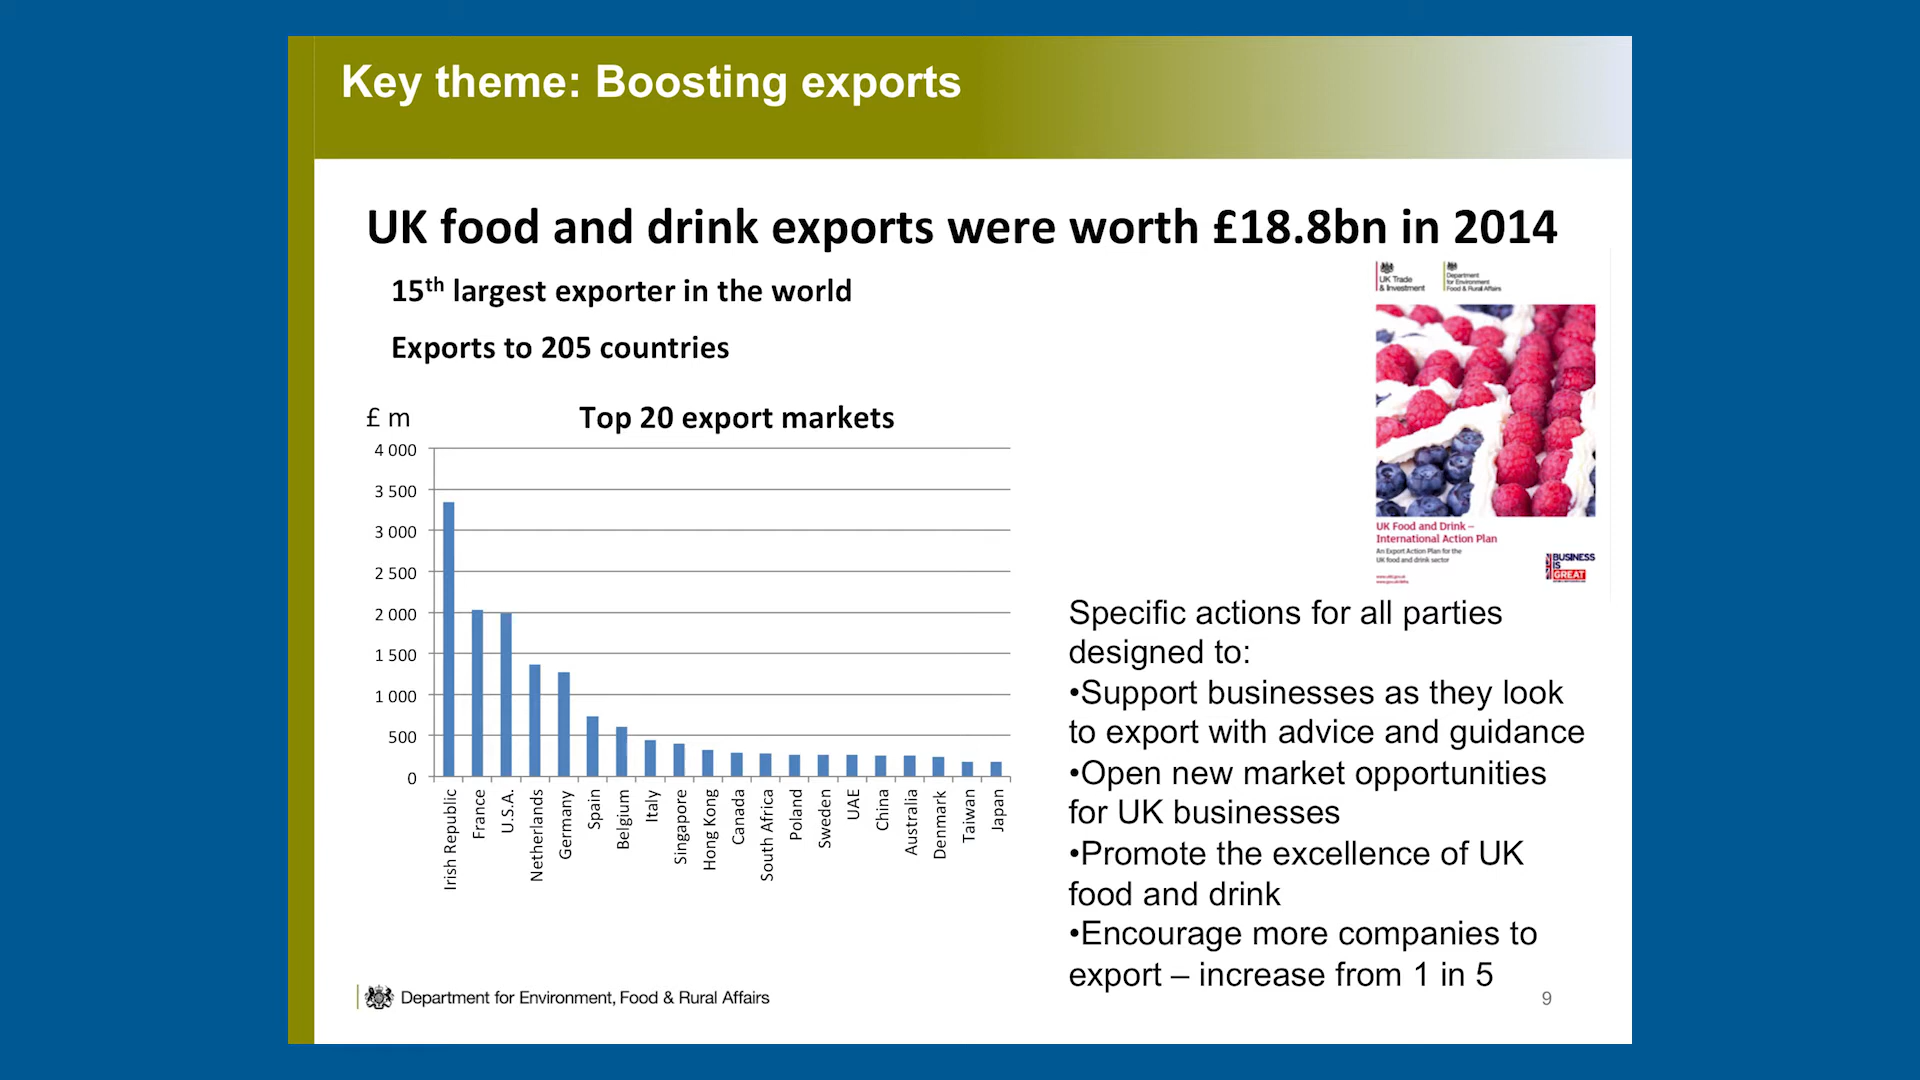 Key theme: Boosting exports
UK food and drink exports were worth £18.8bn in 2014
15th largest exporter in the world
Exports to 205 countries
£ m
Top 20 export markets
4 000
3 500
3 000
2 500
2 000
1 500
1 000
500
0
Irish Republic
France
U.S.A.
Netherlands
Germany
Spain
Belgium
Italy
Singapore
Hong Kong
Canada
South Africa
Poland
Sweden
UAE
China
Australia
Denmark
Taiwan
Japan
UK Trade
& Investment
Department
for Environment
Food & Rural Affairs
UK Food and Drink –
International Action Plan
An Export Action Plan for the
UK food and drink sector
BUSINESS
IS
GREAT
Specific actions for all parties
designed to:
•Support businesses as they look
to export with advice and guidance
•Open new market opportunities
for UK businesses
•Promote the excellence of UK
food and drink
•Encourage more companies to
export – increase from 1 in 5
Department for Environment, Food & Rural Affairs
9